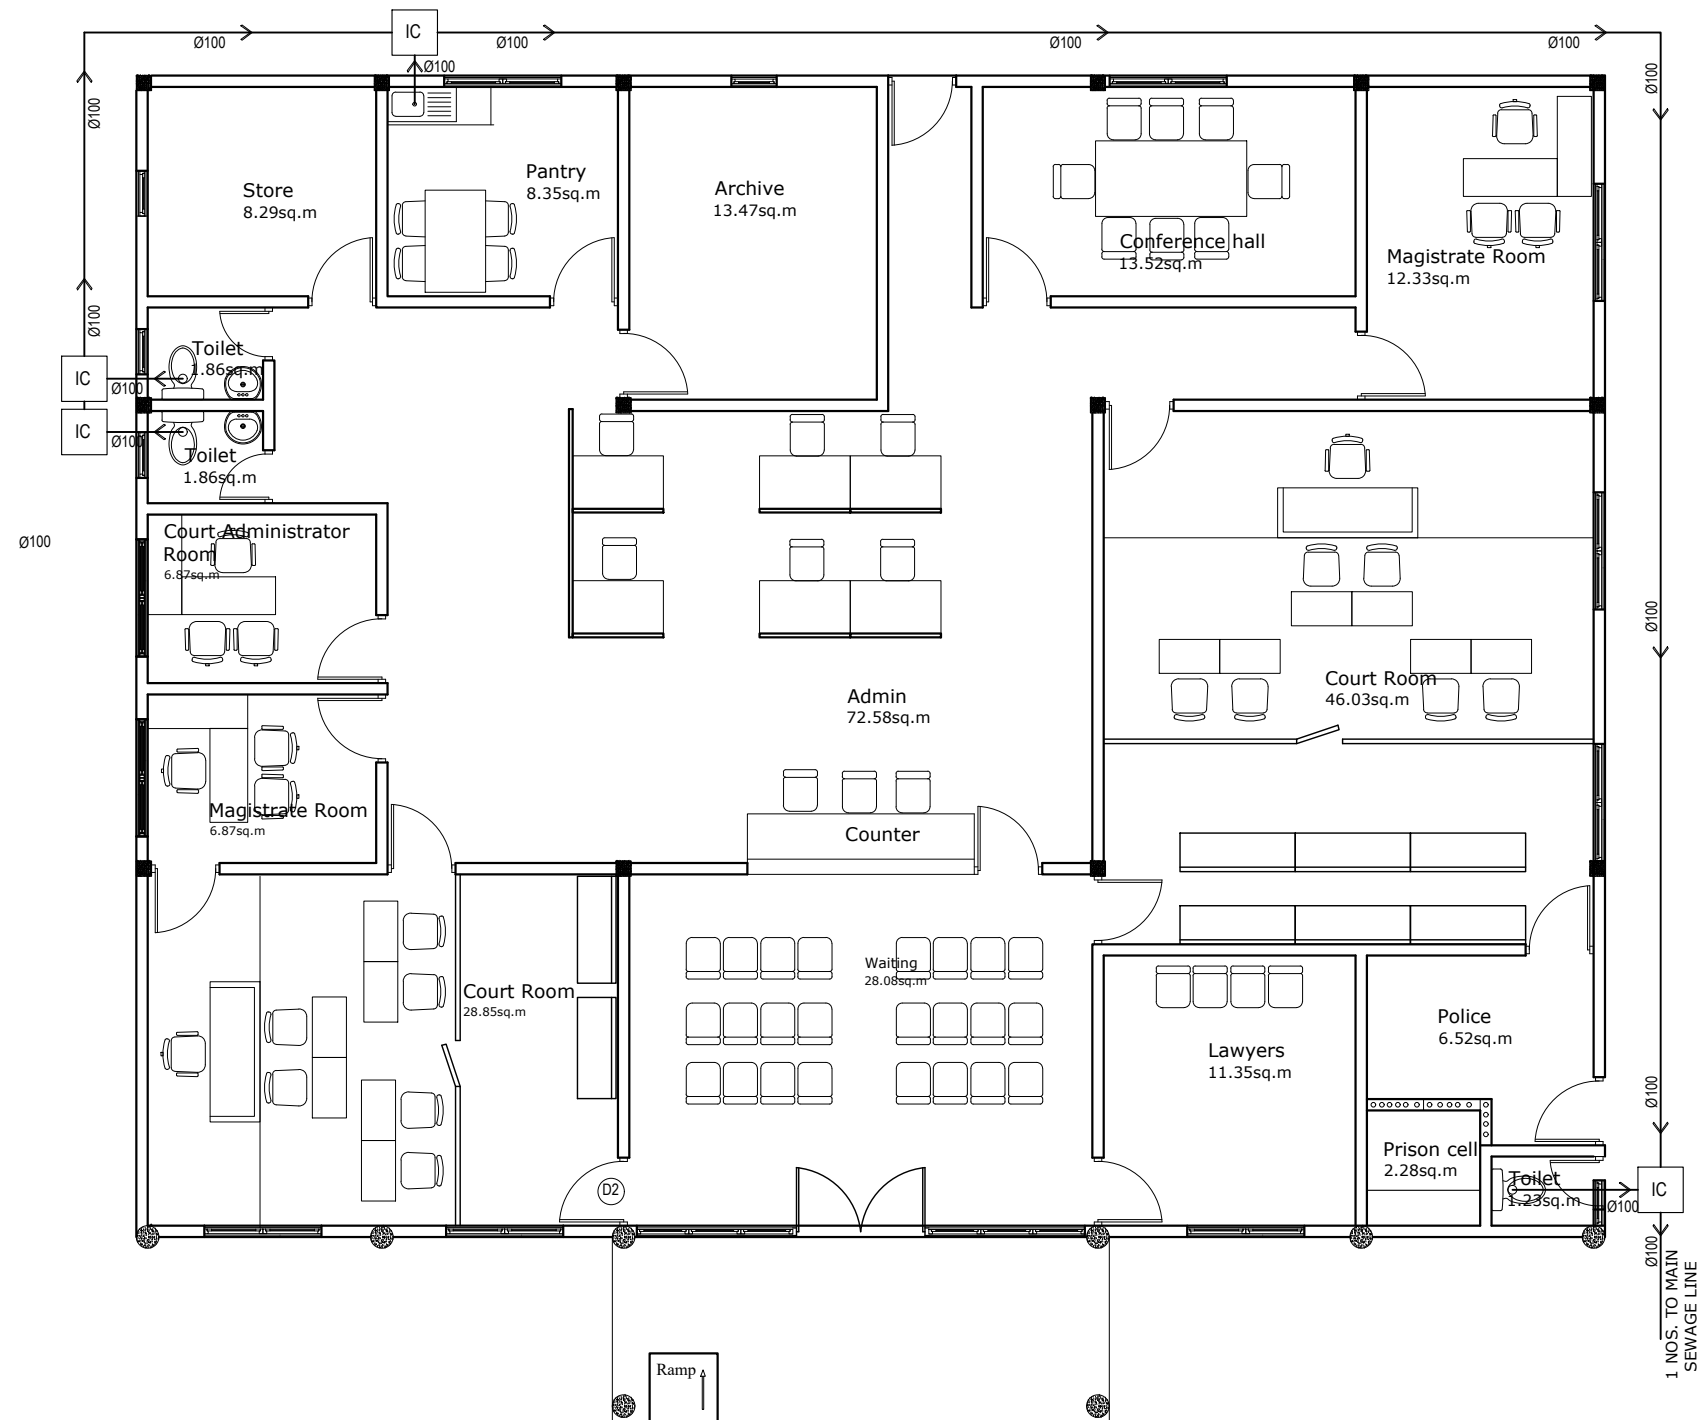 IC
Ø100
Ø100
Ø100
Ø100
Ø100
Ø100
Ø100
Store
8.29sq.m
Pantry
8.35sq.m
Archive
13.47sq.m
Conference hall
13.52sq.m
Magistrate Room
12.33sq.m
Ø100
IC
Ø100
Toilet
1.86sq.m
IC
Ø100
Toilet
1.86sq.m
Ø100
Court Administrator
Room
6.87sq.m
Ø100
Court Room
46.03sq.m
Admin
72.58sq.m
Magistrate Room
6.87sq.m
Counter
Waiting
28.08sq.m
Court Room
28.85sq.m
Police
6.52sq.m
Lawyers
11.35sq.m
Ø100
Prison cell
2.28sq.m
Toilet
1.23sq.m
D2
IC
Ø100
Ø100
1 NOS. TO MAIN
SEWAGE LINE
Ramp